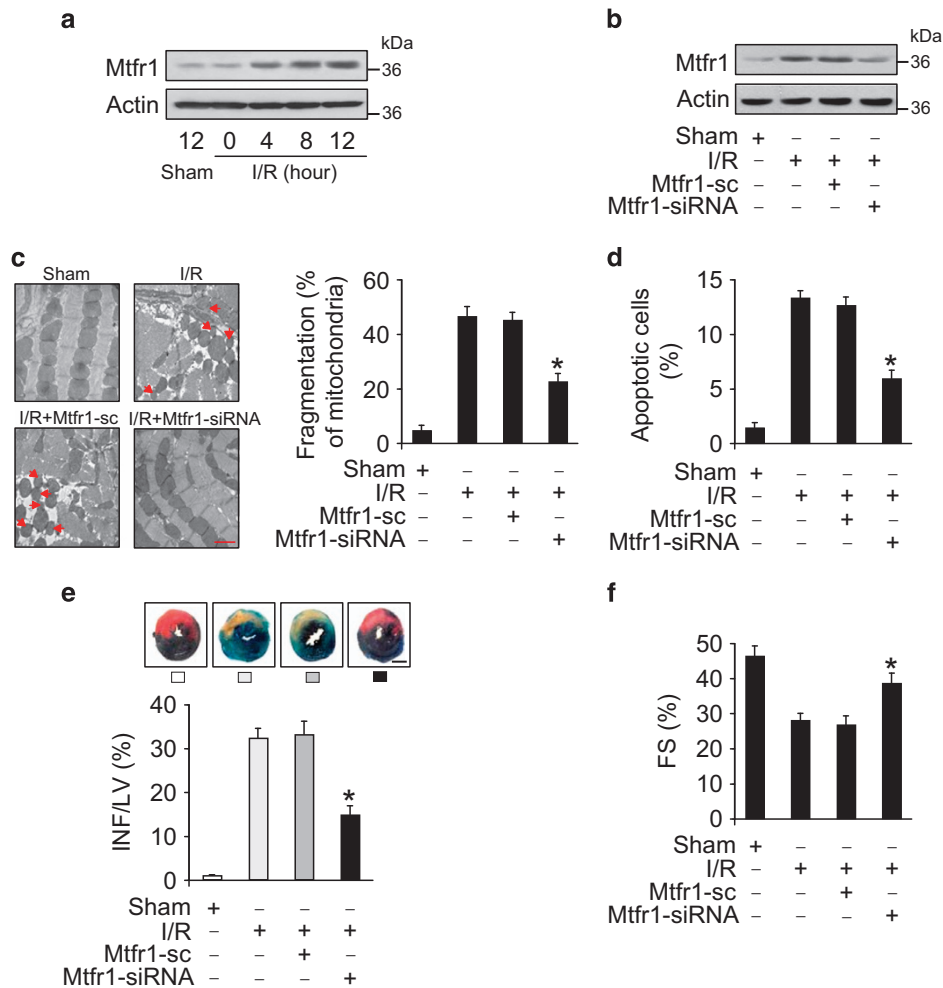 a
kDa
Mtfr1
36
Actin
36
12 0 4 8 12
Sham I/R (hour)
b
kDa
Mtfr1
36
Actin
36
Sham + – – –
I/R – + + +
Mtfr1-sc – – + –
Mtfr1-siRNA – – – +
c
Sham I/R
I/R+Mtfr1-sc I/R+Mtfr1-siRNA
Fragmentation (%
of mitochondria)
60
40
20
0
Sham + – – –
I/R – + + +
Mtfr1-sc – – + –
Mtfr1-siRNA – – – +
d
Apoptotic cells
(%)
15
10
5
0
Sham + – – –
I/R – + + +
Mtfr1-sc – – + –
Mtfr1-siRNA – – – +
e
INF/LV (%)
40
30
20
10
0
Sham + – – –
I/R – + + +
Mtfr1-sc – – + –
Mtfr1-siRNA – – – +
f
FS (%)
50
40
30
20
10
0
Sham + – – –
I/R – + + +
Mtfr1-sc – – + –
Mtfr1-siRNA – – – +